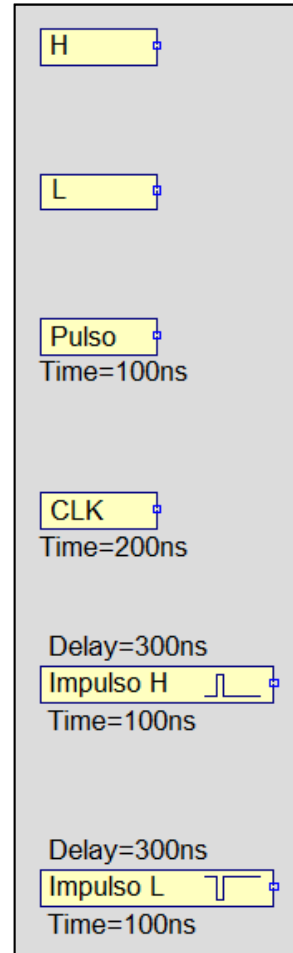 H
L
Pulso
Time=100ns
CLK
Time=200ns
Delay=300ns
Impulso H
Time=100ns
Delay=300ns
Impulso L
Time=100ns